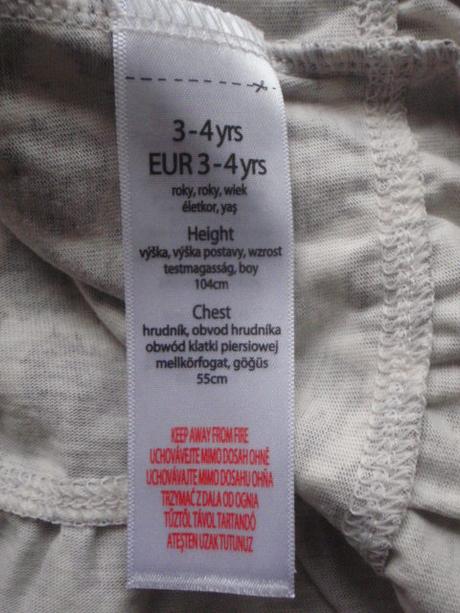 3-4yrs
EUR 3-4yrs
roky, roky, wiek
életkor, yaş
Height
výška, výška postavy, wzrost
testmagasság, boy
104cm
Chest
hrudník, obvod hrudníka
obwód klatki piersiowej
mellkörfogat, göğüs
55cm
KEEP AWAY FROM FIRE
UCHOVÁVEJTE MIMO DOSAH OHNĚ
UCHOVÁVAJTE MIMO DOSAHU OHŇA
TRZYMAĆ Z DALA OD OGNIA
TŰZTŐL TÁVOL TARTANDÓ
ATEŞTEN UZAK TUTUNUZ